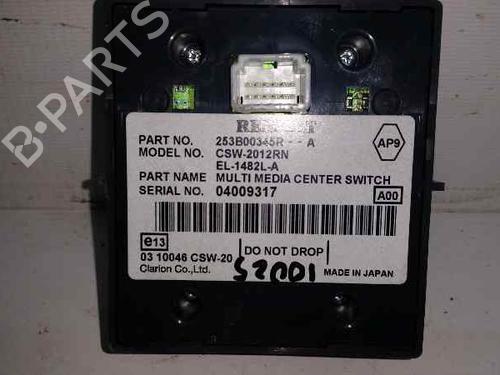 B-PARTS
PART NO. 253B00345R - - A
MODEL NO. CSW-2012RN
EL-1482L-A
PART NAME MULTI MEDIA CENTER SWITCH
SERIAL NO. 04009317
AP9
A00
e13
DO NOT DROP
03 10046 CSW-20
Clarion Co.,Ltd.
MADE IN JAPAN